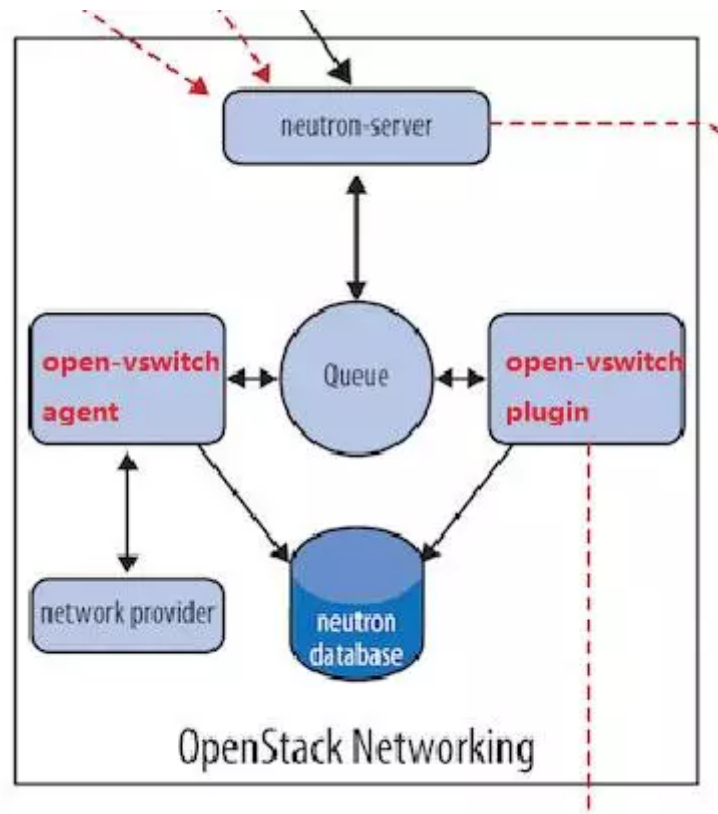 neutron-server
open-vswitch
agent
Queue
open-vswitch
plugin
network provider
neutron
database
OpenStack Networking